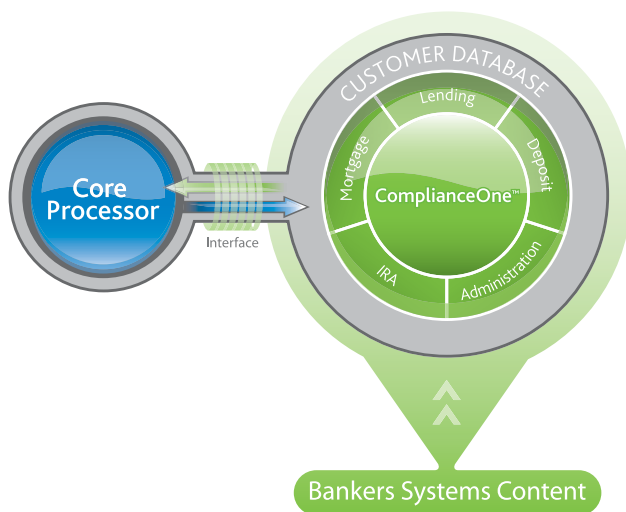 CUSTOMER DATABASE
Lending
Mortgage
Deposit
Core
Processor
ComplianceOne™
Interface
IRA
Administration
Bankers Systems Content